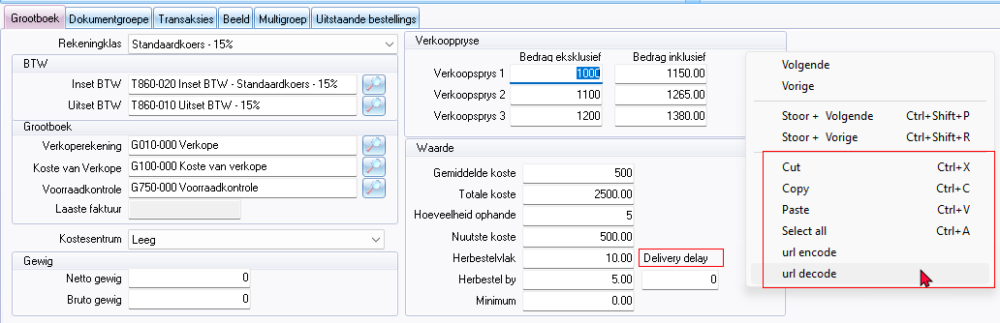 Grootboek Dokumentgroepe Transaksies Beeld Multigroep Uitstaande bestellings
Rekeningklas Standaardkoers - 15%
BTW
Inset BTW T860-020 Inset BTW - Standaardkoers - 15%
Uitset BTW T860-010 Uitset BTW - 15%
Grootboek
Verkoperekening G010-000 Verkope
Koste van Verkope G100-000 Koste van verkope
Voorraadkontrole G750-000 Voorraadkontrole
Laaste faktuur
Kostesentrum Leeg
Gewig
Netto gewig 0
Bruto gewig 0
Verkooppryse
Bedrag eksklusief Bedrag inklusief
Verkoopsprys 1 1000 1150.00
Verkoopsprys 2 1100 1265.00
Verkoopsprys 3 1200 1380.00
Waarde
Gemiddelde koste 500
Totale koste 2500.00
Hoeveelheid ophande 5
Nuutste koste 500.00
Herbestelvlak 10.00 Delivery delay
Herbestel by 5.00 0
Minimum 0.00
Volgende
Vorige
Stoor + Volgende Ctrl+Shift+P
Stoor + Vorige Ctrl+Shift+R
Cut Ctrl+X
Copy Ctrl+C
Paste Ctrl+V
Select all Ctrl+A
url encode
url decode